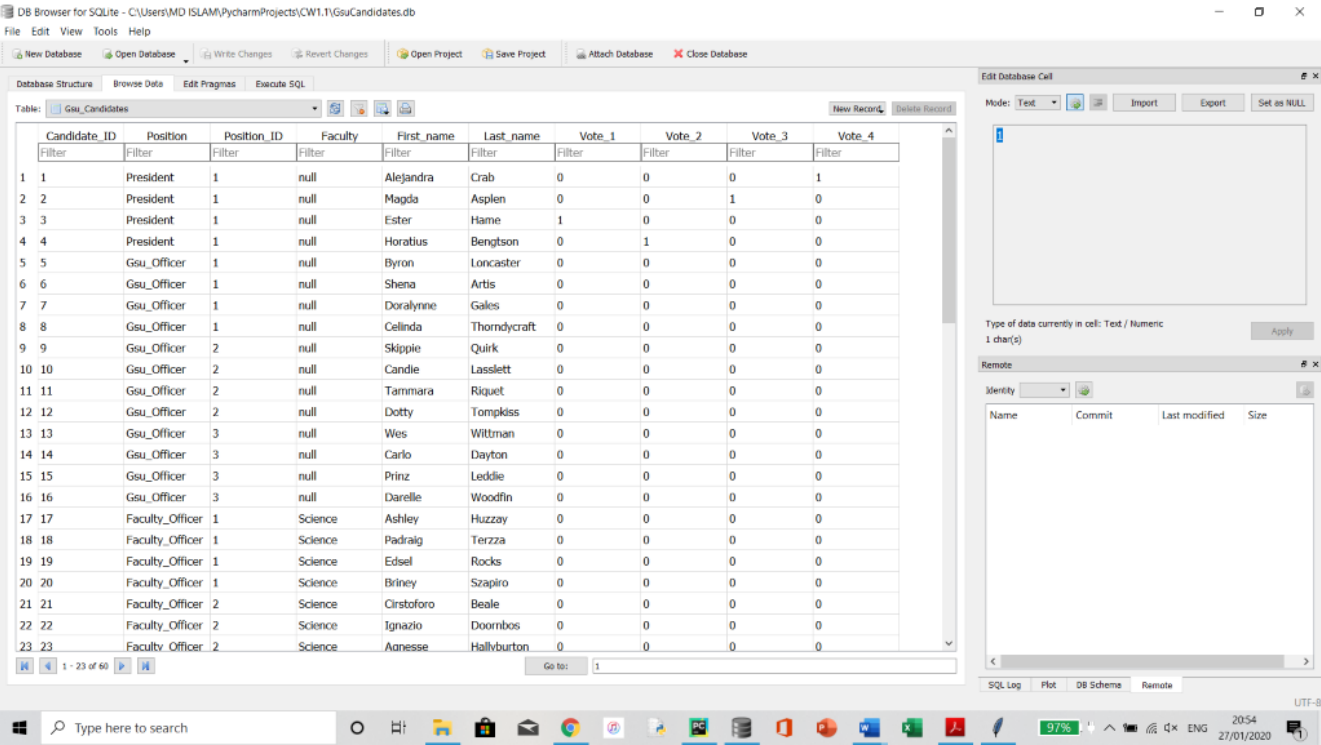 DB Browser for SQLite - C:\Users\MD ISLAM\PycharmProjects\CW1.1\GsuCandidates.db
File Edit View Tools Help
New Database Open Database Write Changes Revert Changes Open Project Save Project Attach Database Close Database
Database Structure Browse Data Edit Pragmas Execute SQL
Table: Gsu_Candidates New Record Delete Record
Candidate_ID Position Position_ID Faculty First_name Last_name Vote_1 Vote_2 Vote_3 Vote_4
Filter Filter Filter Filter Filter Filter Filter Filter Filter Filter
1 1 President 1 null Alejandra Crab 0 0 0 1
2 2 President 1 null Magda Asplen 0 0 1 0
3 3 President 1 null Ester Hame 1 0 0 0
4 4 President 1 null Horatius Bengtson 0 1 0 0
5 5 Gsu_Officer 1 null Byron Loncaster 0 0 0 0
6 6 Gsu_Officer 1 null Shena Artis 0 0 0 0
7 7 Gsu_Officer 1 null Doralynne Gales 0 0 0 0
8 8 Gsu_Officer 1 null Celinda Thorndycraft 0 0 0 0
9 9 Gsu_Officer 2 null Skippie Quirk 0 0 0 0
10 10 Gsu_Officer 2 null Candie Lasslett 0 0 0 0
11 11 Gsu_Officer 2 null Tammara Riquet 0 0 0 0
12 12 Gsu_Officer 2 null Dotty Tompkiss 0 0 0 0
13 13 Gsu_Officer 3 null Wes Wittman 0 0 0 0
14 14 Gsu_Officer 3 null Carlo Dayton 0 0 0 0
15 15 Gsu_Officer 3 null Prinz Leddie 0 0 0 0
16 16 Gsu_Officer 3 null Darelle Woodfin 0 0 0 0
17 17 Faculty_Officer 1 Science Ashley Huzzay 0 0 0 0
18 18 Faculty_Officer 1 Science Padraig Terzza 0 0 0 0
19 19 Faculty_Officer 1 Science Edsel Rocks 0 0 0 0
20 20 Faculty_Officer 1 Science Briney Szapiro 0 0 0 0
21 21 Faculty_Officer 2 Science Cirstoforo Beale 0 0 0 0
22 22 Faculty_Officer 2 Science Ignazio Doornbos 0 0 0 0
23 23 Faculty_Officer 2 Science Agnesse Hallyburton 0 0 0 0
1 - 23 of 60 Go to: 1
Edit Database Cell
Mode: Text Import Export Set as NULL
1
Type of data currently in cell: Text / Numeric
1 char(s)
Apply
Remote
Identity
Name Commit Last modified Size
SQL Log Plot DB Schema Remote
UTF-8
Type here to search
97% ENG 20:54
27/01/2020
1